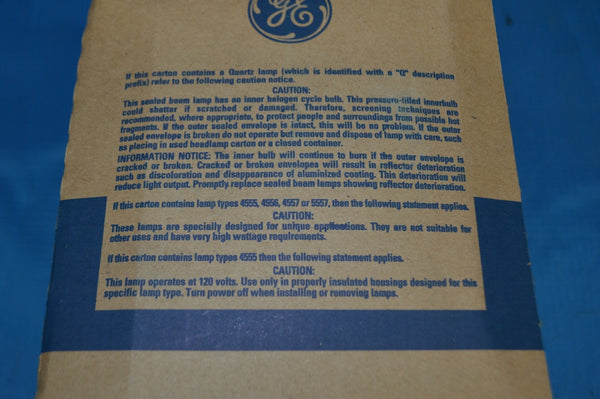 GE
If this carton contains a Quartz lamp (which is identified with a "Q" description
prefix) refer to the following caution notice.
CAUTION:
This sealed beam lamp has an inner halogen cycle bulb. This pressure-filled innerbulb
could shatter if scratched or damaged. Therefore, screening techniques are
recommended, where appropriate, to protect people and surroundings from possible hot
fragments. If the outer sealed envelope is intact, this will be no problem. If the outer
sealed envelope is broken do not operate but remove and dispose of lamp with care, such
as placing in used headlamp carton or a closed container.
INFORMATION NOTICE: The inner bulb will continue to burn if the outer envelope is
cracked or broken. Cracked or broken envelopes will result in reflector deterioration
such as discoloration and disappearance of aluminized coating. This deterioration will
reduce light output. Promptly replace sealed beam lamps showing reflector deterioration.
If this carton contains lamp types 4555, 4556, 4557 or 5557, then the following statement applies.
CAUTION:
These lamps are specially designed for unique applications. They are not suitable for
other uses and have very high wattage requirements.
If this carton contains lamp types 4555 then the following statement applies.
CAUTION:
This lamp operates at 120 volts. Use only in properly insulated housings designed for this
specific lamp type. Turn power off when installing or removing lamps.